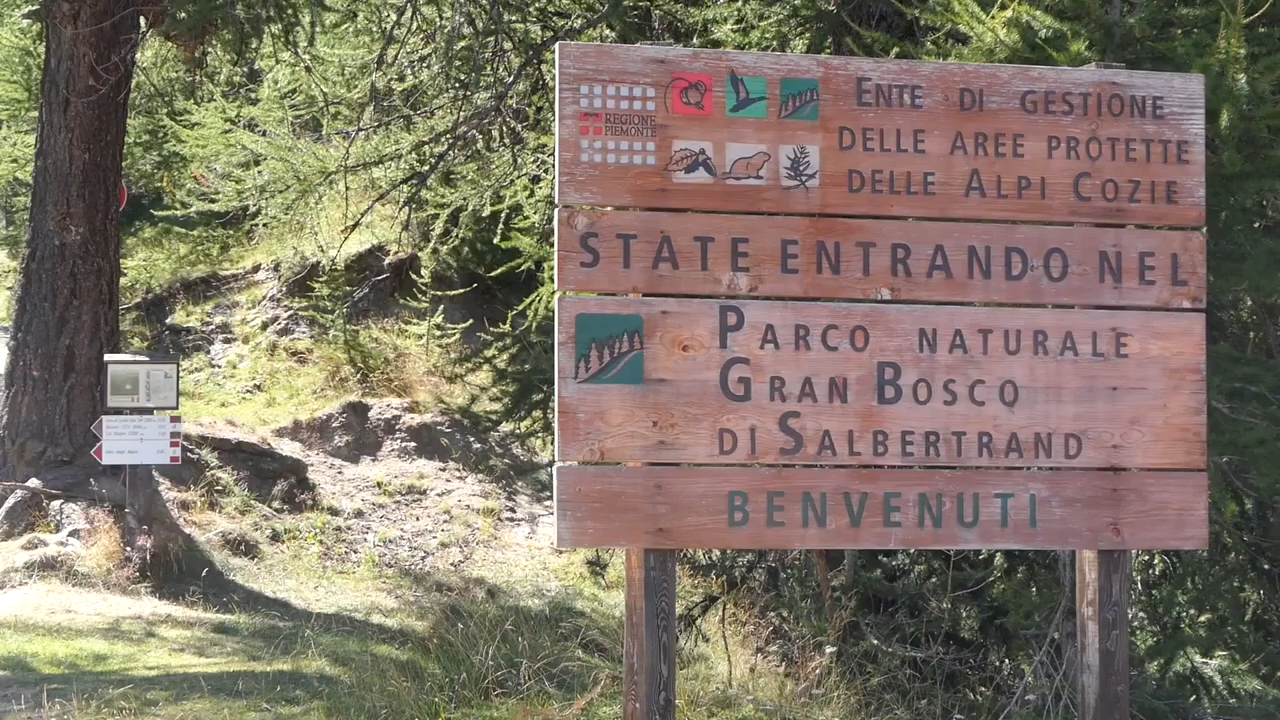 REGIONE
PIEMONTE
ENTE DI GESTIONE
DELLE AREE PROTETTE
DELLE ALPI COZIE
STATE ENTRANDO NEL
PARCO NATURALE
GRAN BOSCO
DI SALBERTRAND
BENVENUTI